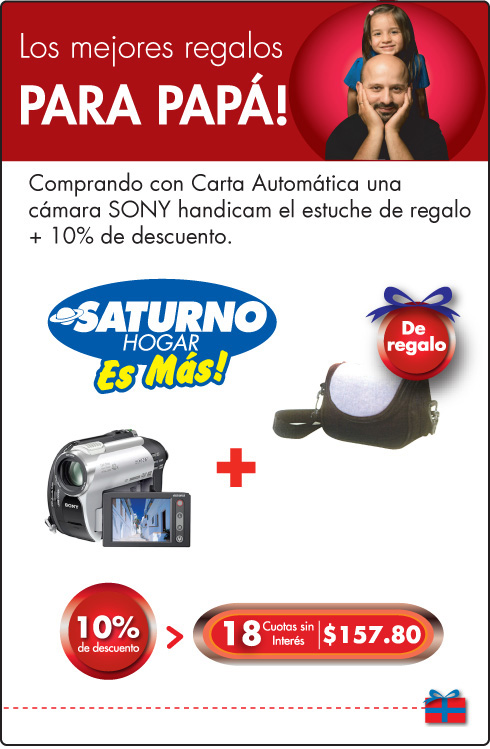 Los mejores regalos
PARA PAPÁ!
Comprando con Carta Automática una
cámara SONY handicam el estuche de regalo
+ 10% de descuento.
SATURNO
HOGAR
Es Más!
De
regalo
+
SONY
10%
de descuento
>
18 Cuotas sin
Interés
$157.80